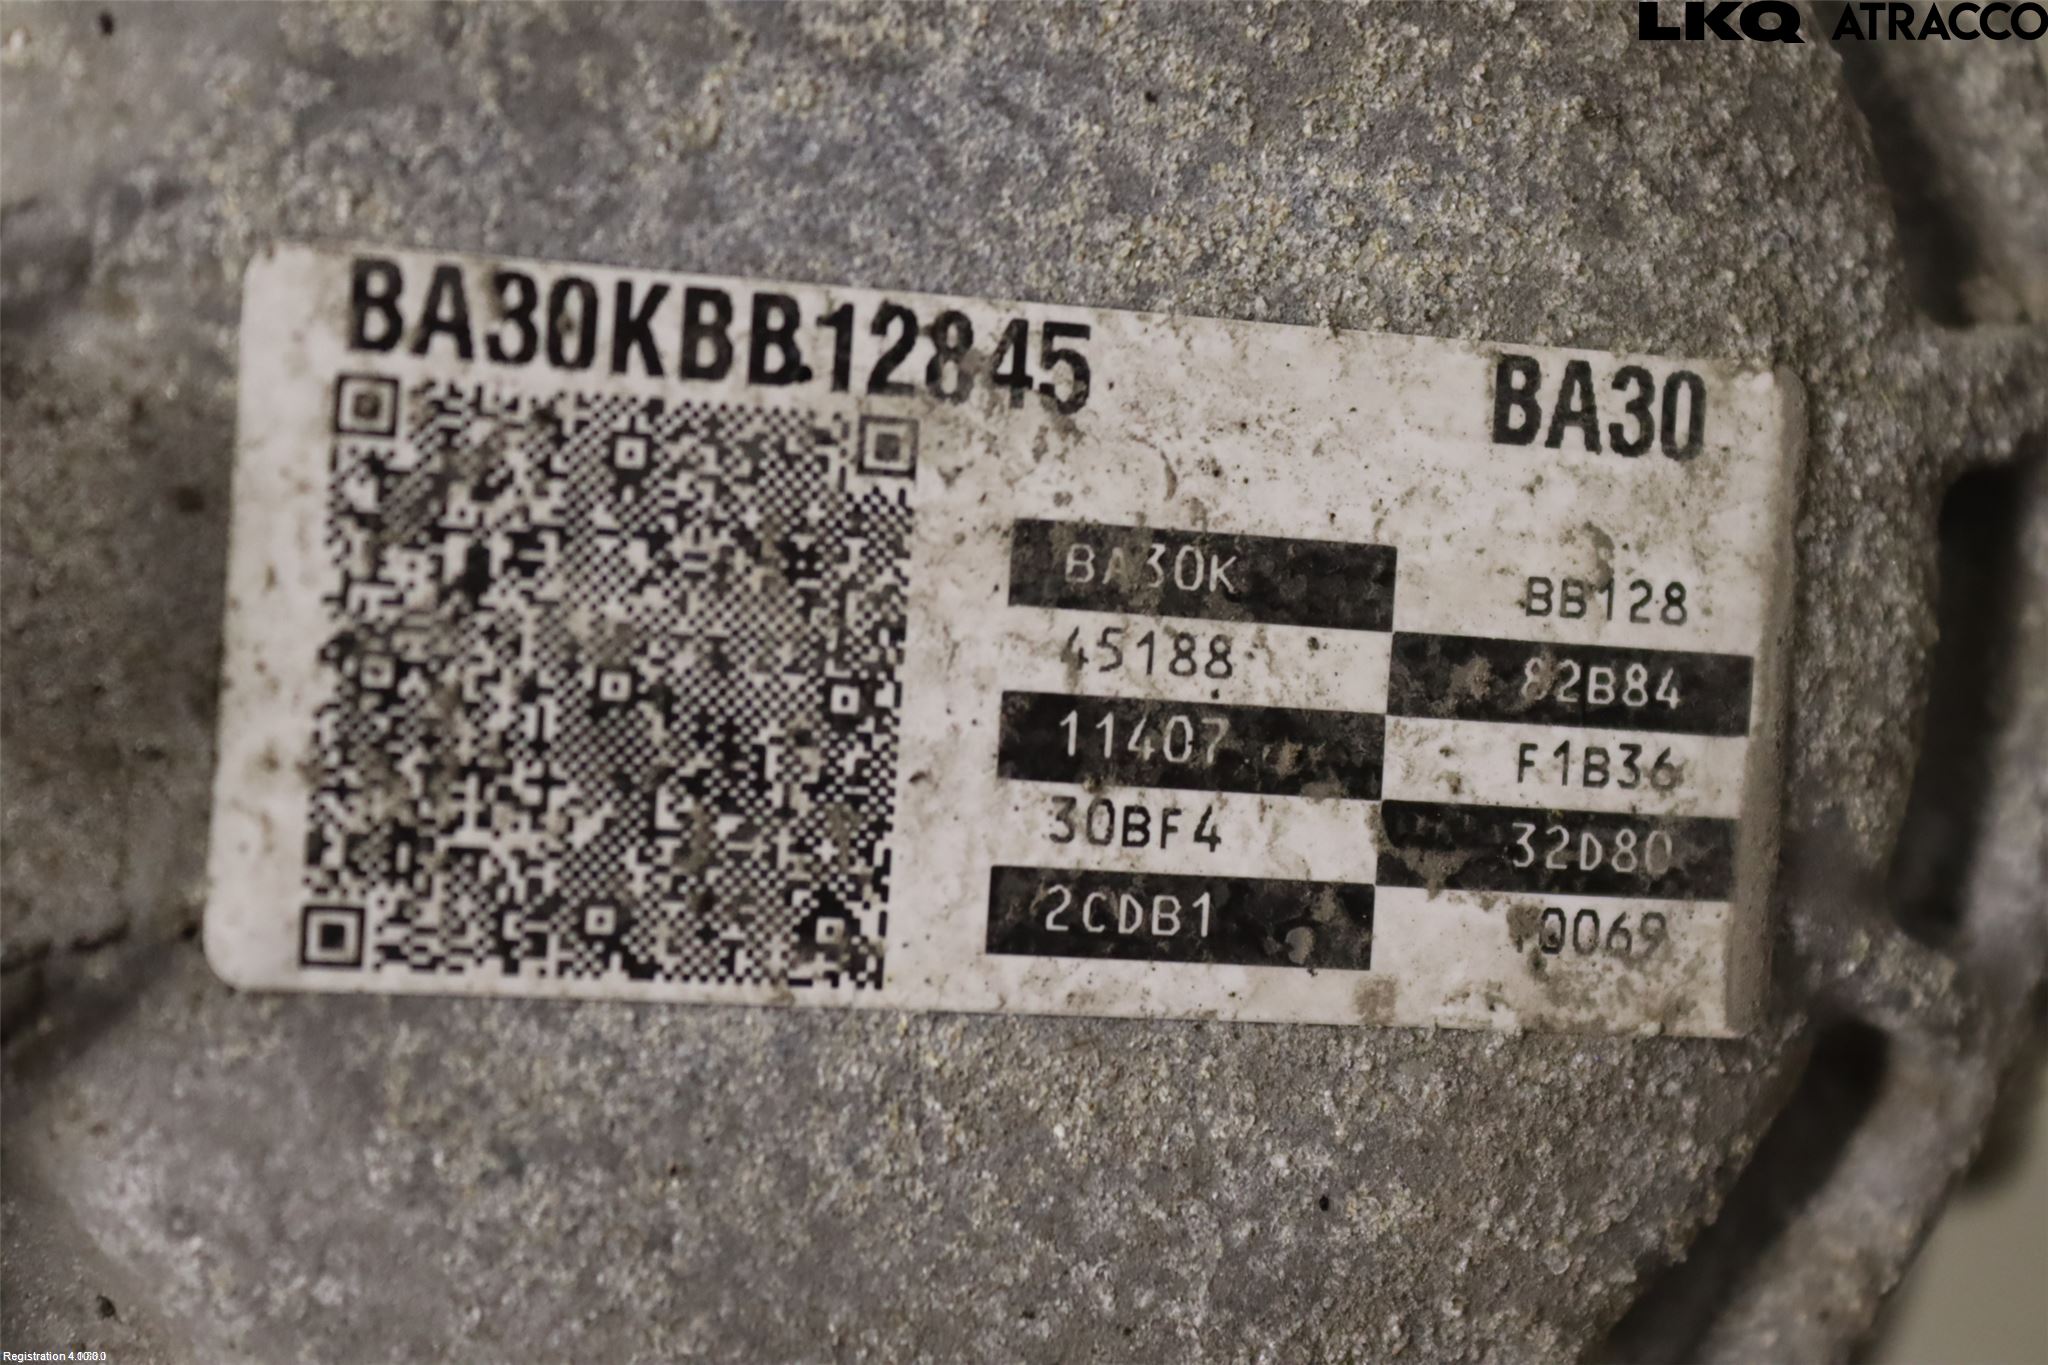 LKQ ATRACCO
BA30KBB12845
BA30
BA30K BB128
45188 82B84
11407 F1B36
30BF4 32D80
2CDB1 0069